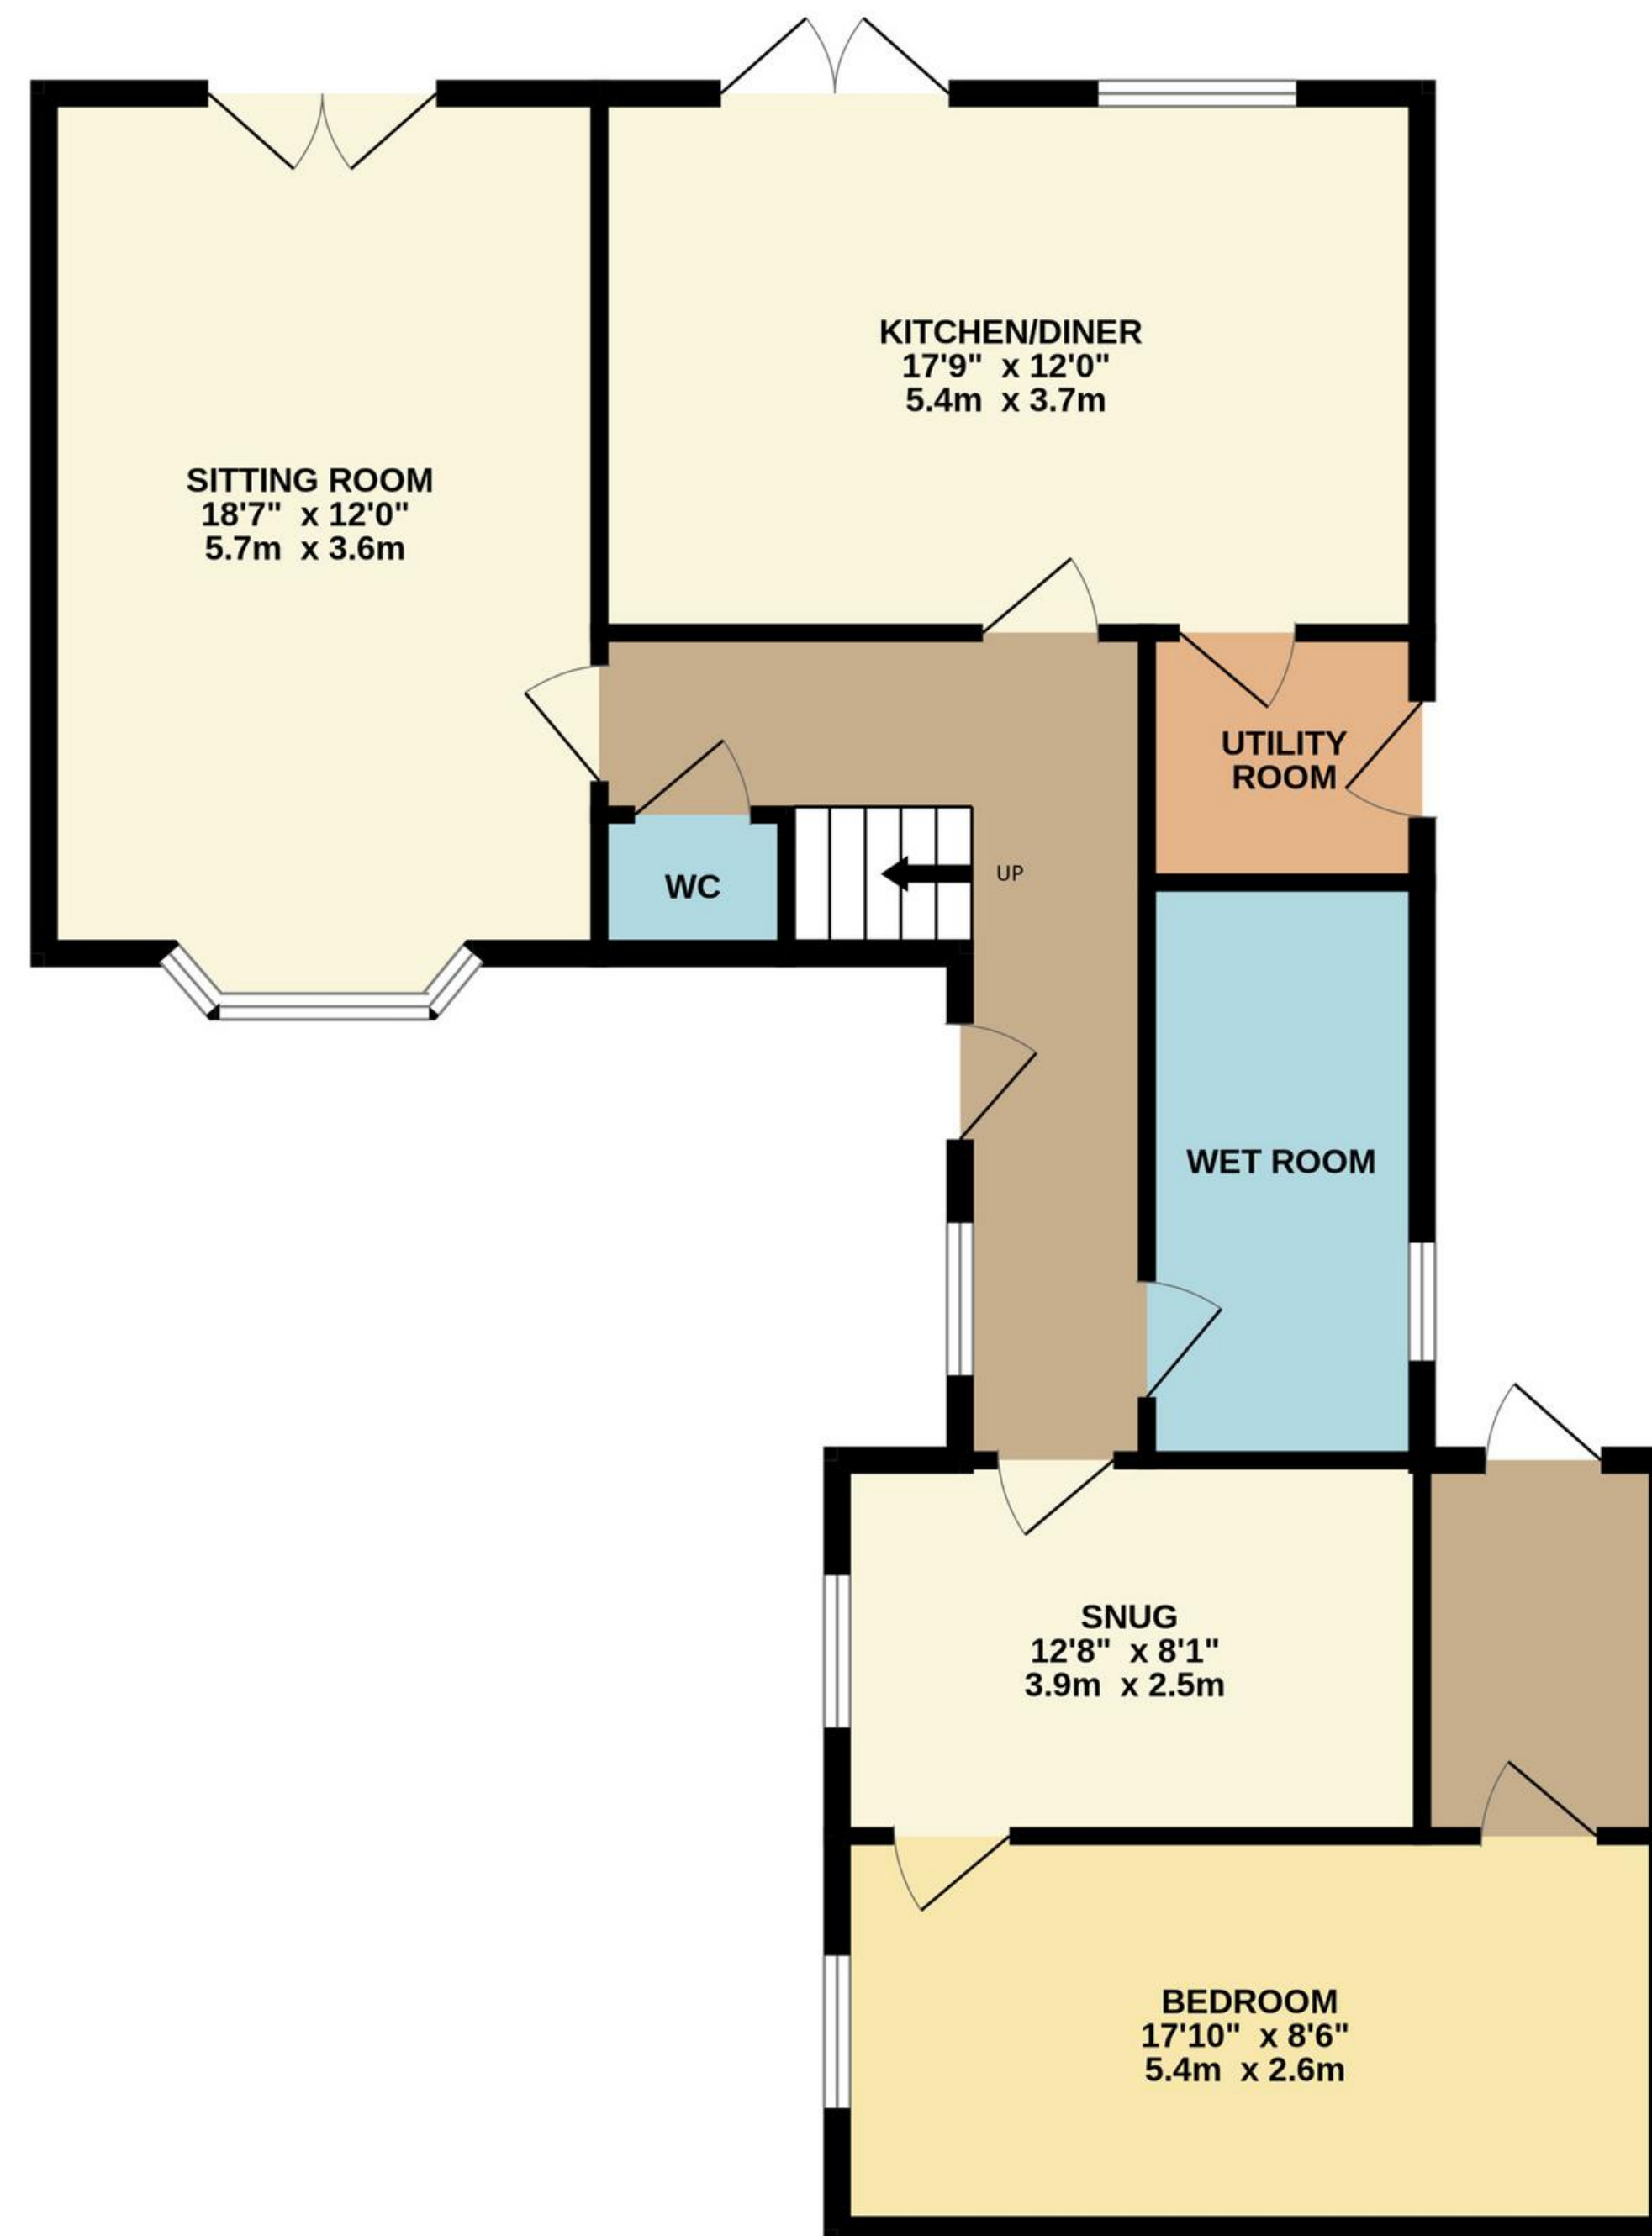 KITCHEN/DINER
17'9" x 12'0"
5.4m x 3.7m
SITTING ROOM
18'7" x 12'0"
5.7m x 3.6m
UTILITY
ROOM
WC
UP
WET ROOM
SNUG
12'8" x 8'1"
3.9m x 2.5m
BEDROOM
17'10" x 8'6"
5.4m x 2.6m